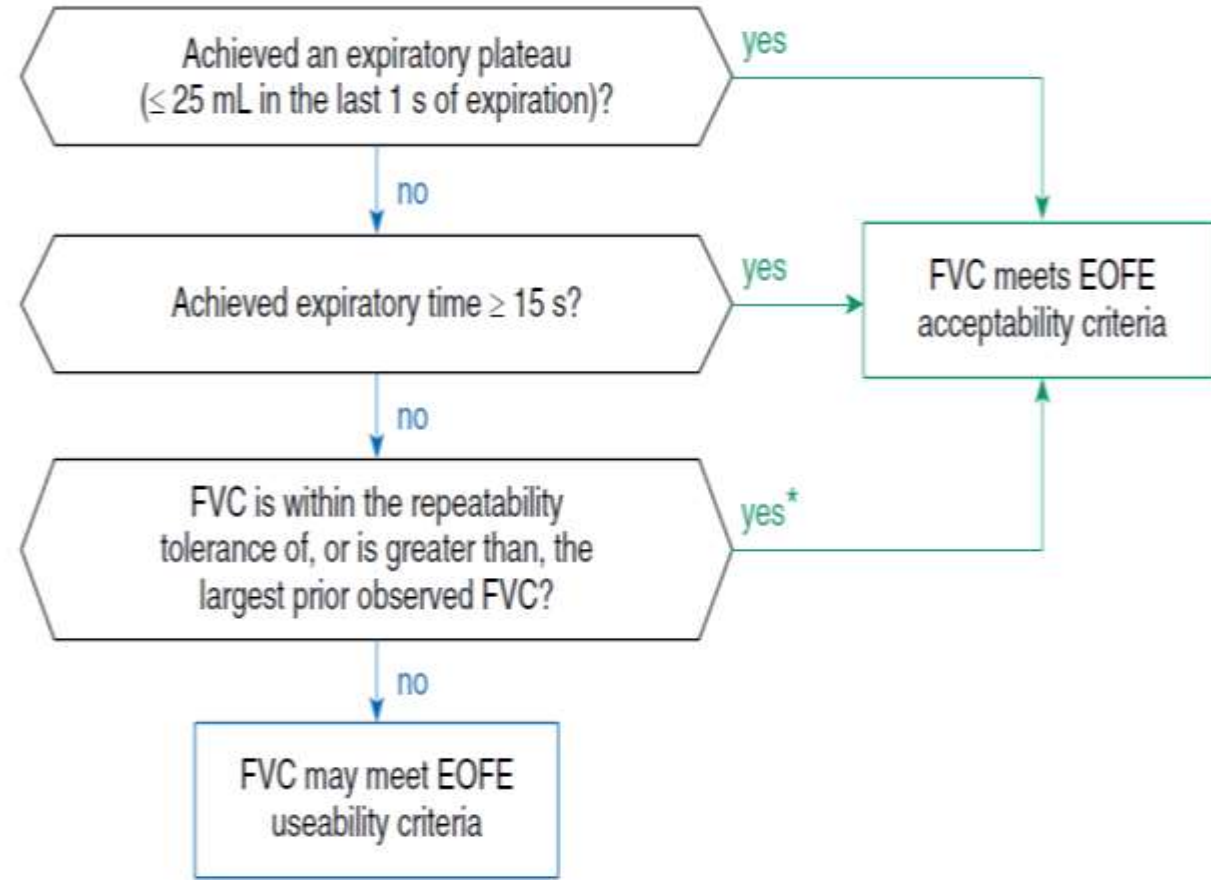 Achieved an expiratory plateau
(≤ 25 mL in the last 1 s of expiration)?
yes
no
Achieved expiratory time ≥ 15 s?
yes
FVC meets EOFE
acceptability criteria
no
FVC is within the repeatability
tolerance of, or is greater than, the
largest prior observed FVC?
yes*
no
FVC may meet EOFE
useability criteria